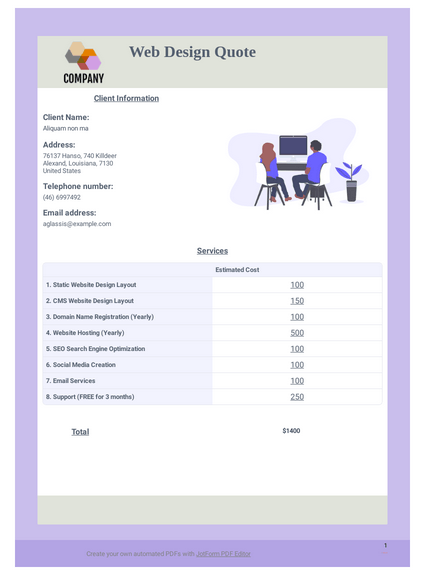 COMPANY
Web Design Quote
Client Information
Client Name:
Aliquam non ma
Address:
76137 Hanso, 740 Killdeer
Alexand, Louisiana, 7130
United States
Telephone number:
(46) 6997492
Email address:
aglassis@example.com
Services
Estimated Cost
1. Static Website Design Layout 100
2. CMS Website Design Layout 150
3. Domain Name Registration (Yearly) 100
4. Website Hosting (Yearly) 500
5. SEO Search Engine Optimization 100
6. Social Media Creation 100
7. Email Services 100
8. Support (FREE for 3 months) 250
Total $1400
1
Create your own automated PDFs with JotForm PDF Editor